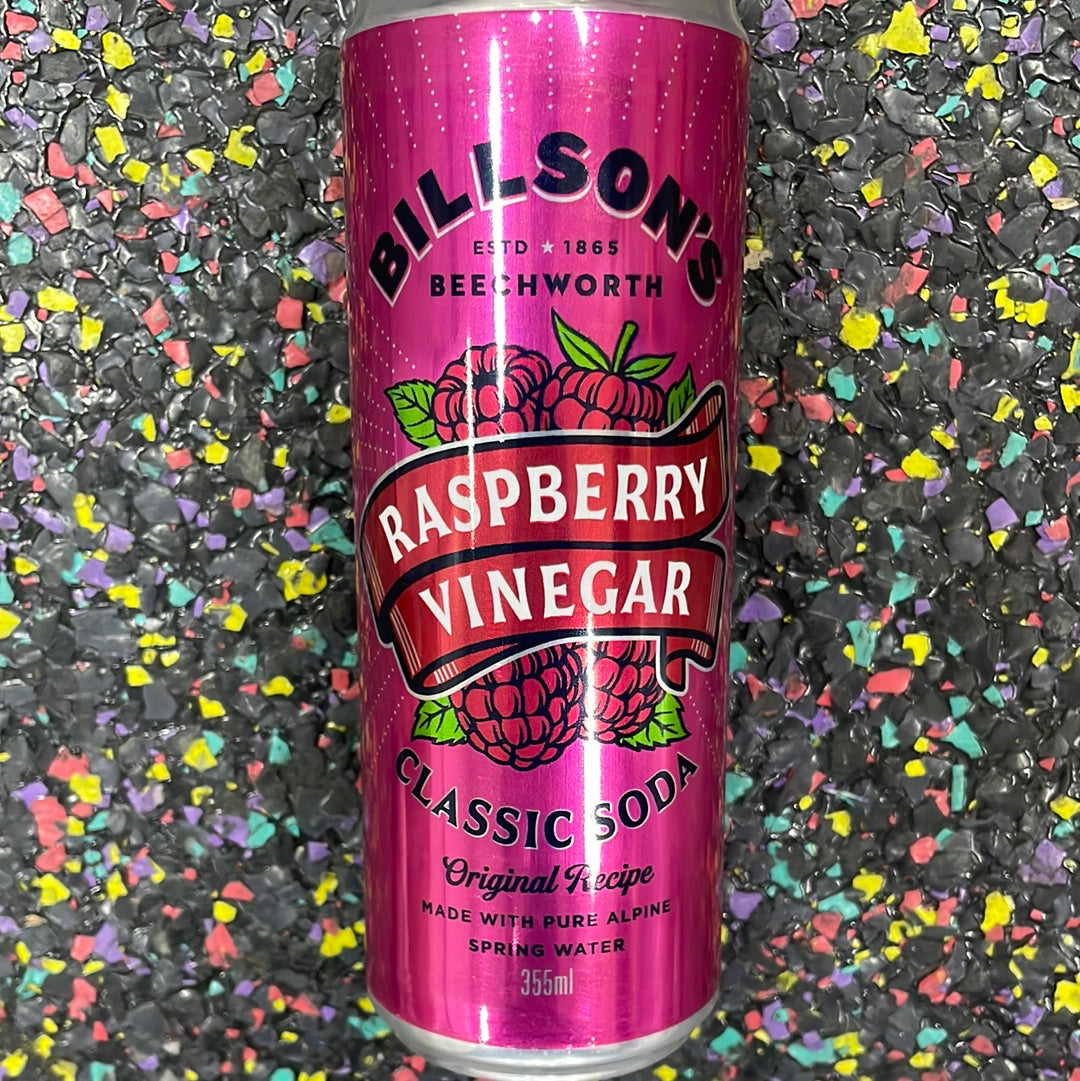 BILLSON'S
ESTD ★ 1865
BEECHWORTH
RASPBERRY
VINEGAR
CLASSIC SODA
Original Recipe
MADE WITH PURE ALPINE
SPRING WATER
355ml